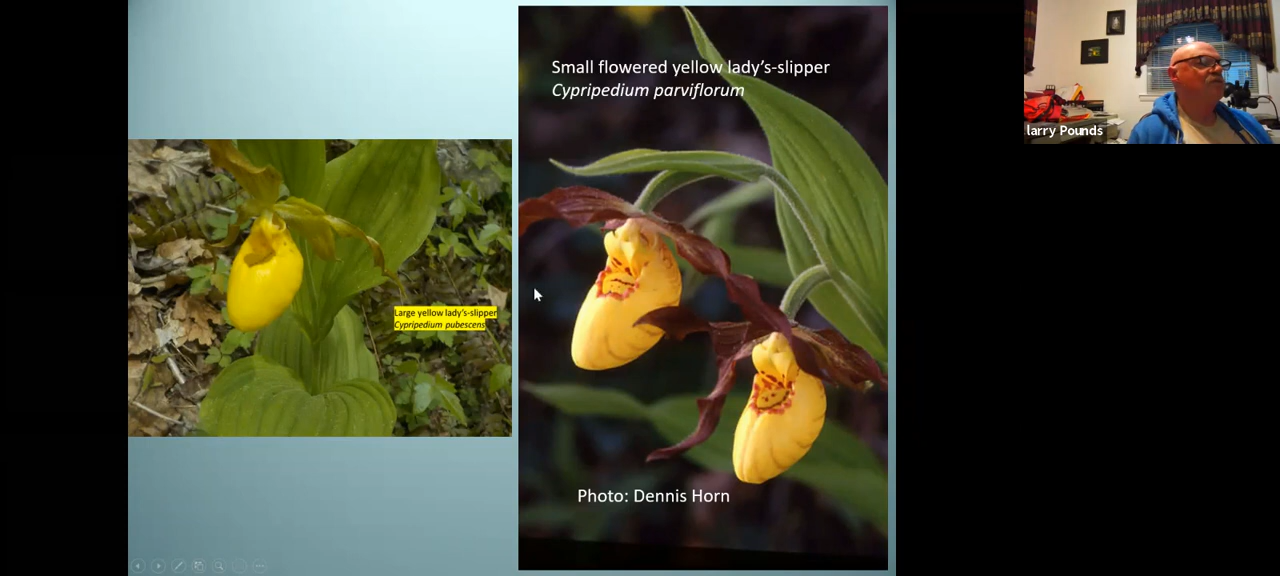 Small flowered yellow lady's-slipper
Cypripedium parviflorum
larry Pounds
Large yellow lady's-slipper
Cypripedium pubescens
Photo: Dennis Horn